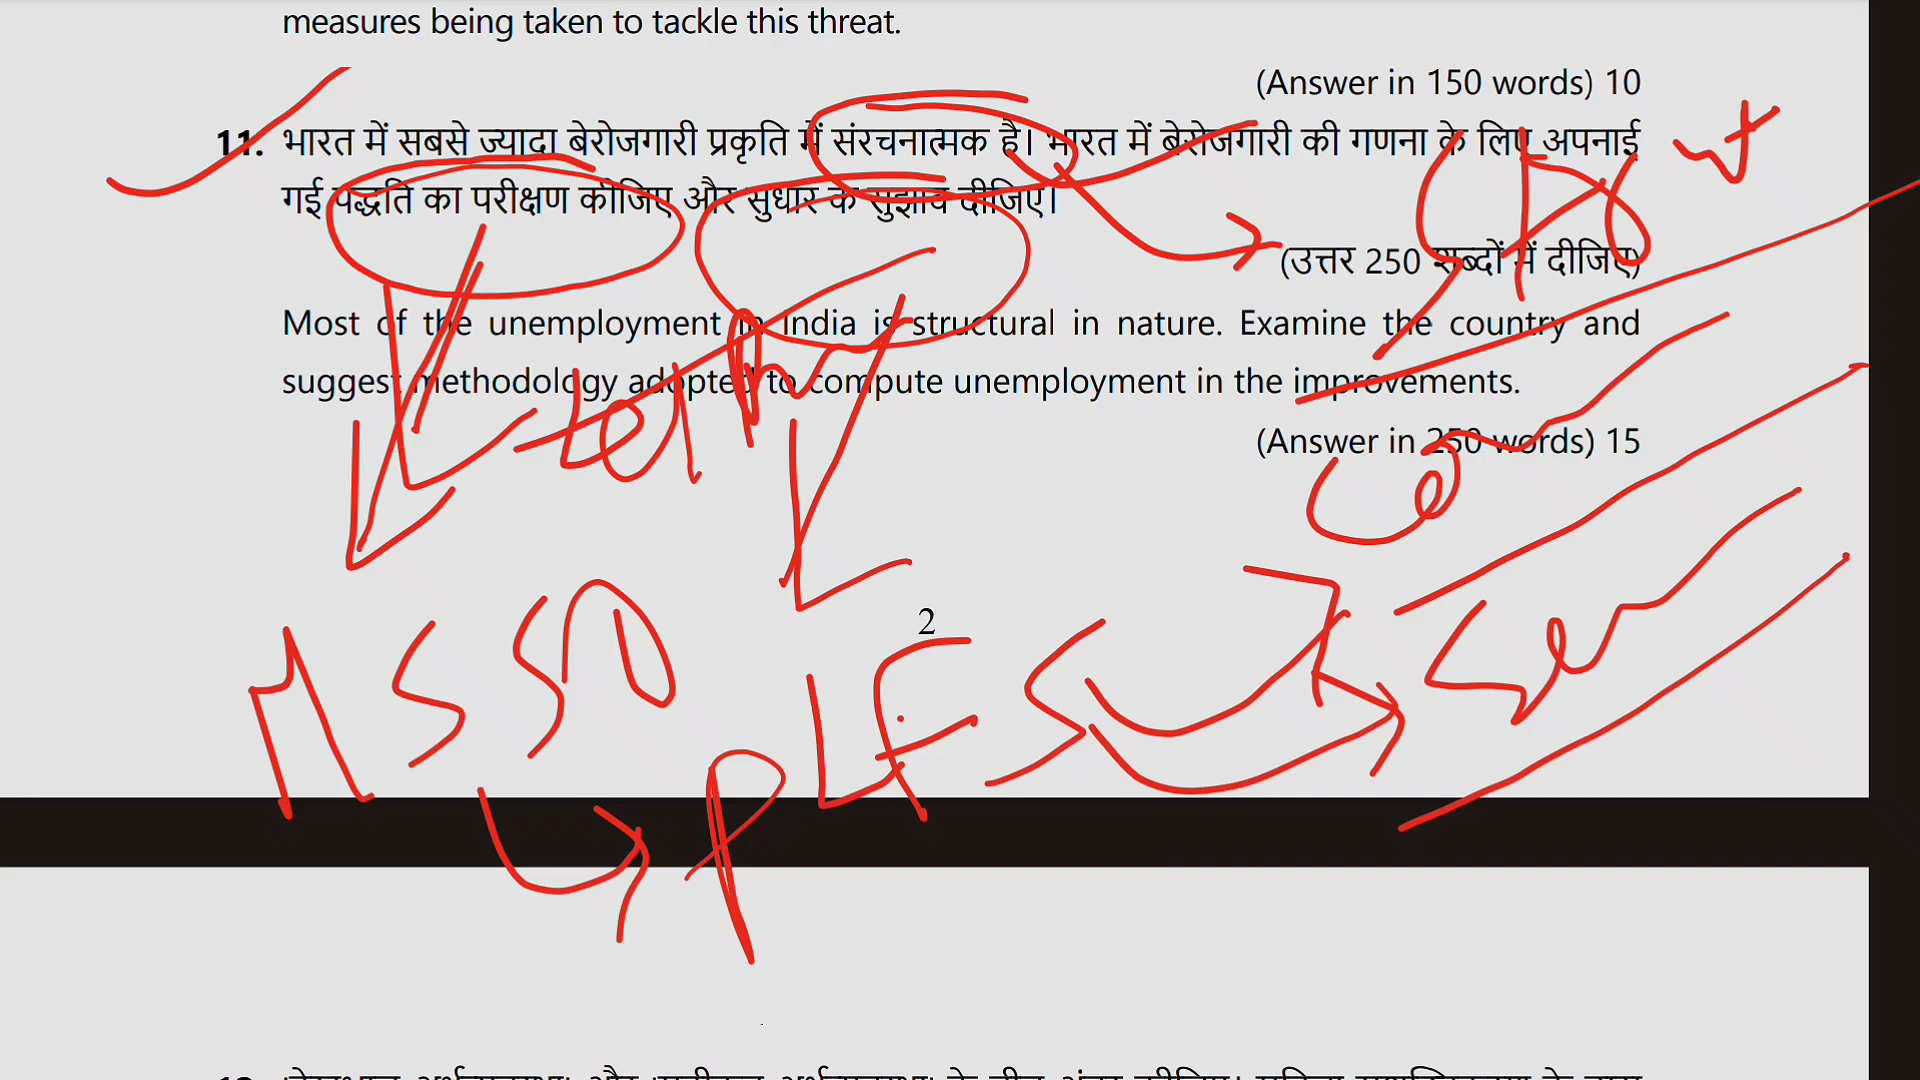 measures being taken to tackle this threat.
(Answer in 150 words) 10
11. भारत में सबसे ज्यादा बेरोजगारी प्रकृति में संरचनात्मक है। भारत में बेरोजगारी की गणना के लिए अपनाई
गई पद्धति का परीक्षण कीजिए और सुधार के सुझाव दीजिए।
(उत्तर 250 शब्दों में दीजिए)
Most of the unemployment in India is structural in nature. Examine the country and
suggest methodology adopted to compute unemployment in the improvements.
(Answer in 250 words) 15
2
NSSO
PLFS